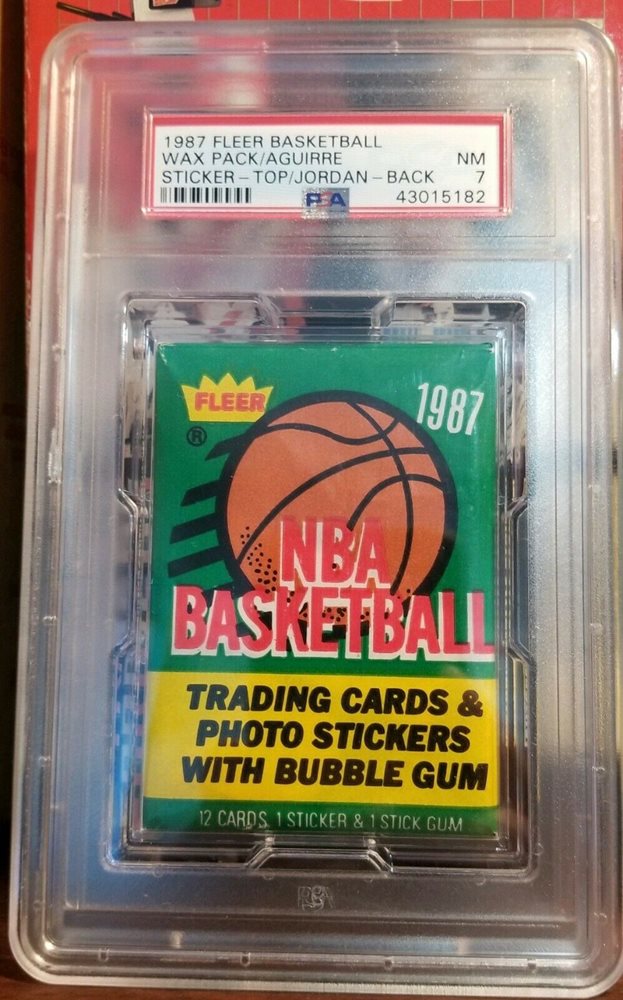 1987 FLEER BASKETBALL
WAX PACK/AGUIRRE NM
STICKER-TOP/JORDAN-BACK 7
PSA 43015182
FLEER
®
1987
NBA
BASKETBALL
TRADING CARDS &
PHOTO STICKERS
WITH BUBBLE GUM
12 CARDS, 1 STICKER & 1 STICK GUM
PSA